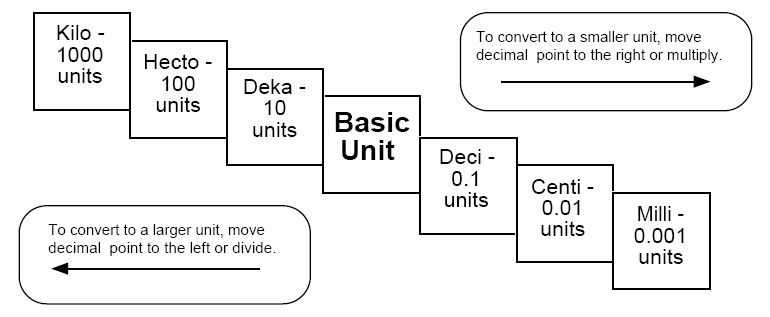 Kilo -
1000
units
Hecto -
100
units
Deka -
10
units
Basic
Unit
Deci -
0.1
units
Centi -
0.01
units
Milli -
0.001
units
To convert to a smaller unit, move
decimal point to the right or multiply.
To convert to a larger unit, move
decimal point to the left or divide.